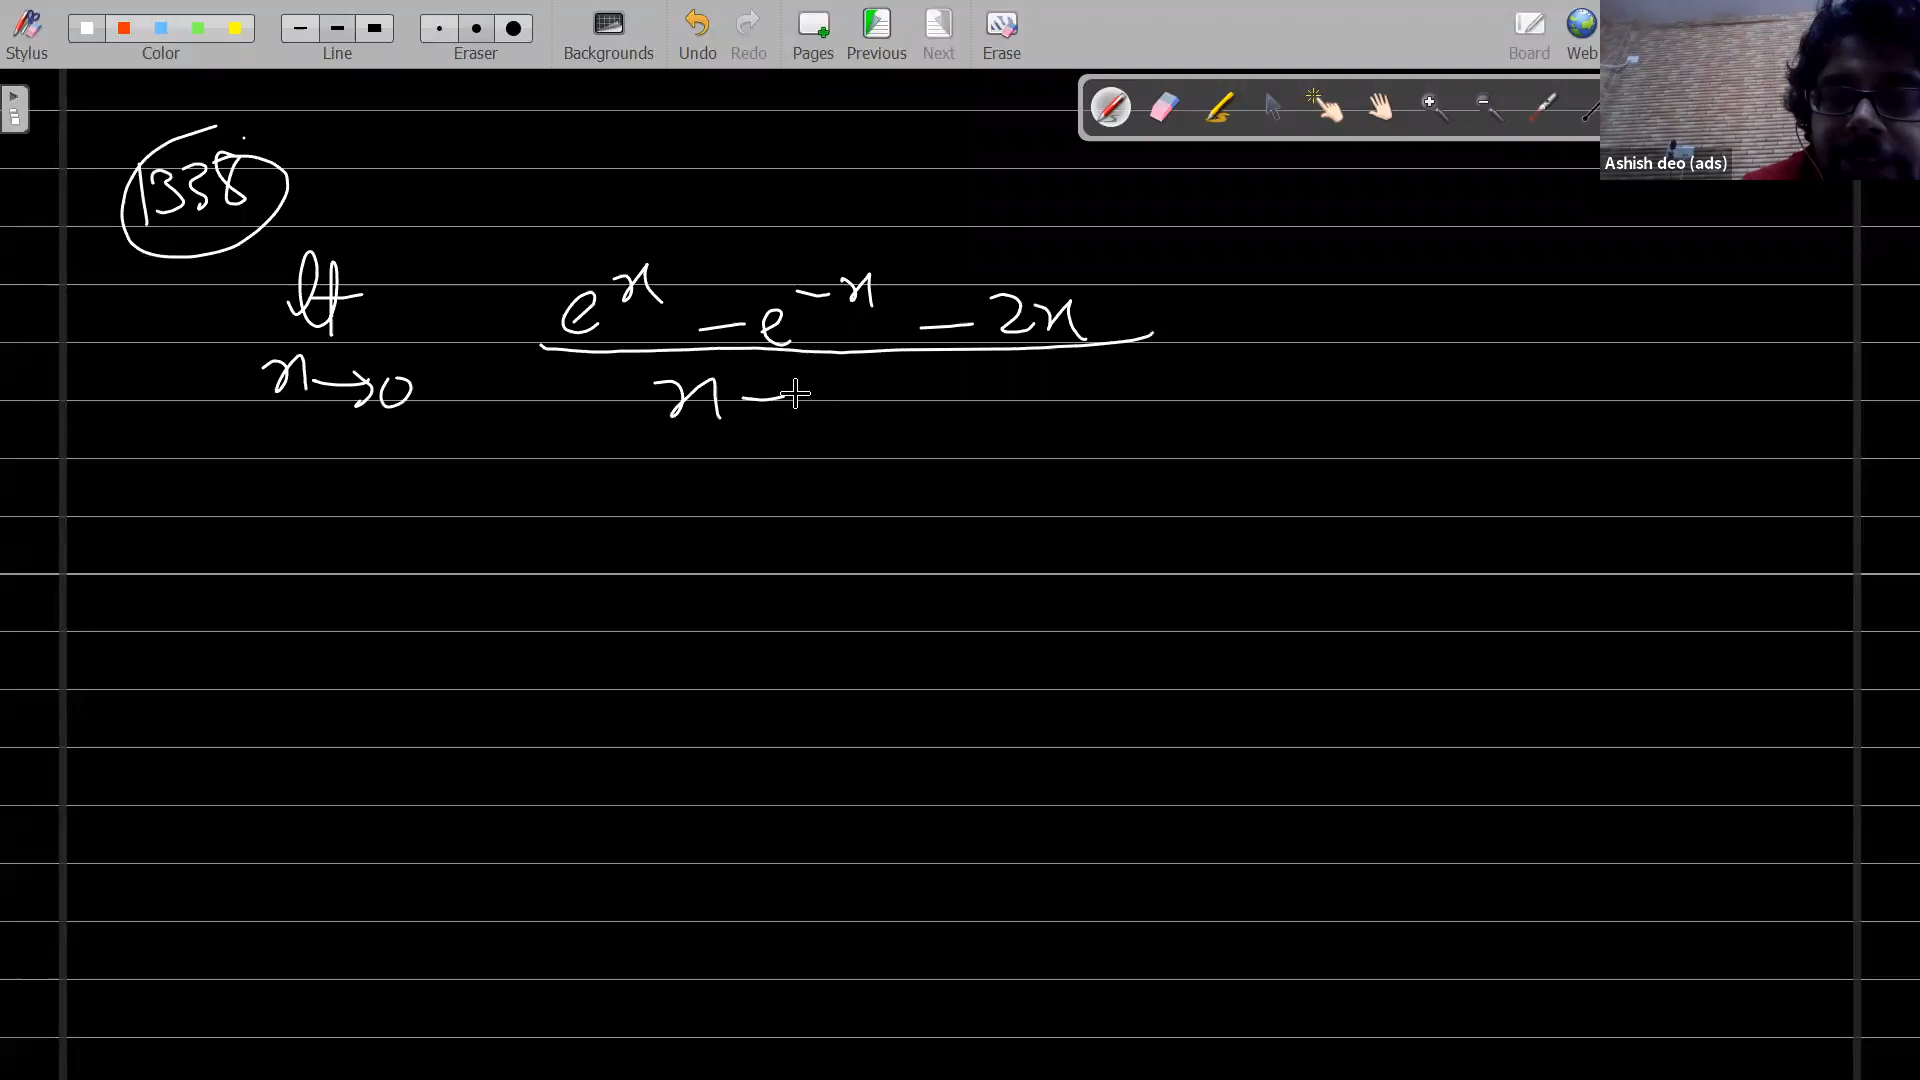 Stylus Color Line Eraser Backgrounds Undo Redo Pages Previous Next Erase Board Web
Ashish deo (ads)
1338
lt e^x - e^-x - 2x
x→0 x -